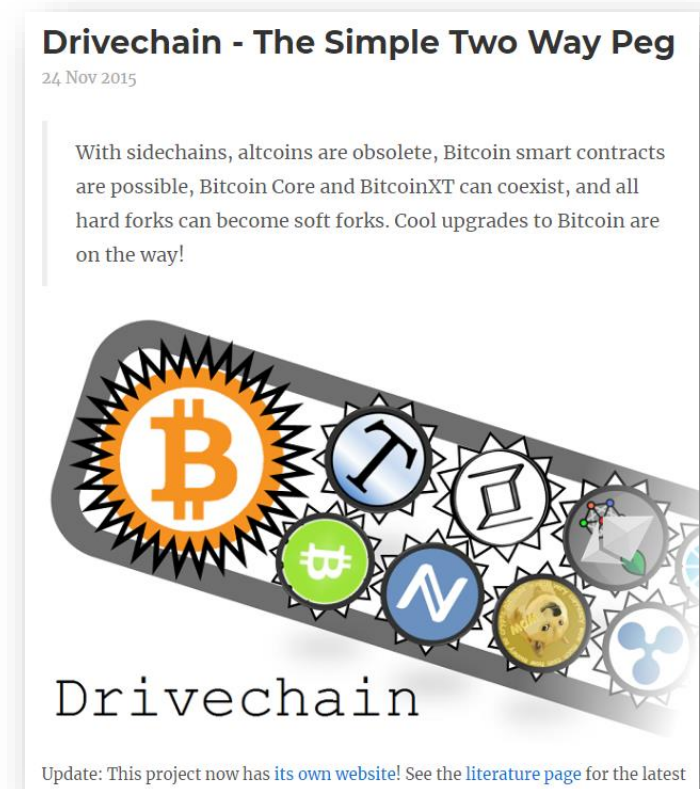 Drivechain - The Simple Two Way Peg
24 Nov 2015
With sidechains, altcoins are obsolete, Bitcoin smart contracts
are possible, Bitcoin Core and BitcoinXT can coexist, and all
hard forks can become soft forks. Cool upgrades to Bitcoin are
on the way!
Drivechain
Update: This project now has its own website! See the literature page for the latest